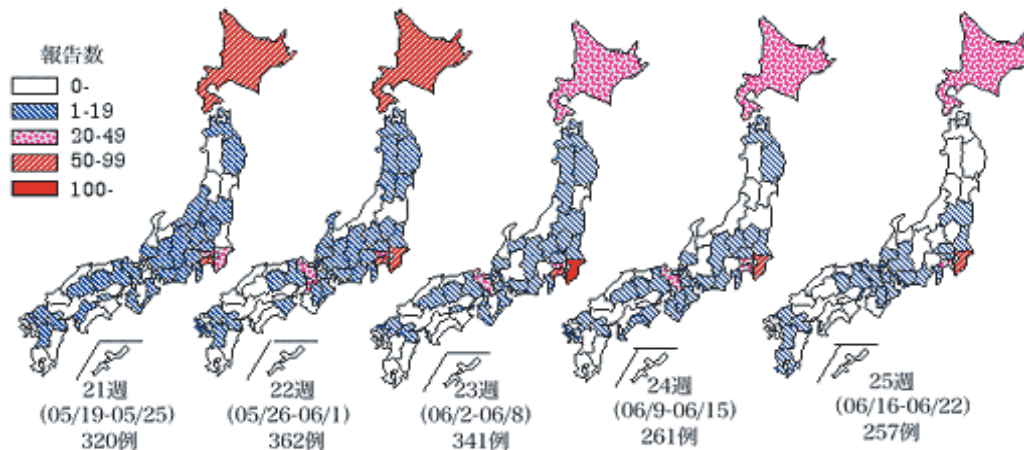 報告数
0-
1-19
20-49
50-99
100-
21週
(05/19-05/25)
320例
22週
(05/26-06/1)
362例
23週
(06/2-06/8)
341例
24週
(06/9-06/15)
261例
25週
(06/16-06/22)
257例